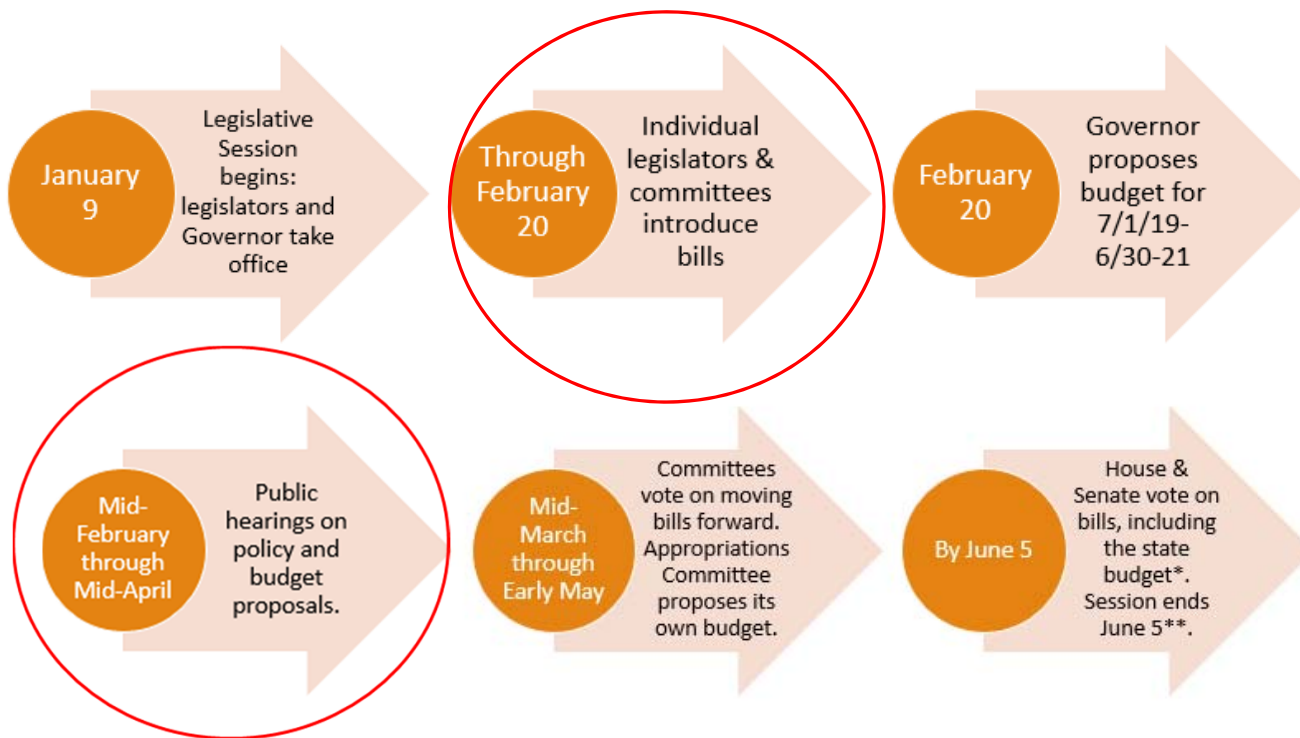 January
9
Legislative
Session
begins:
legislators and
Governor take
office
Through
February
20
Individual
legislators &
committees
introduce
bills
February
20
Governor
proposes
budget for
7/1/19-
6/30-21
Mid-
February
through
Mid-April
Public
hearings on
policy and
budget
proposals.
Mid-
March
through
Early May
Committees
vote on moving
bills forward.
Appropriations
Committee
proposes its
own budget.
By June 5
House &
Senate vote on
bills, including
the state
budget*.
Session ends
June 5**.